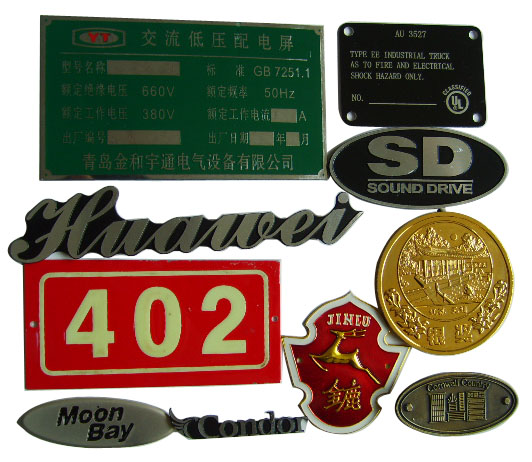 YT 交流低压配电屏
型号名称 标 准 GB 7251.1
额定绝缘电压 660V 额定频率 50Hz
额定工作电压 380V 额定工作电流 A
出厂编号 出厂日期 年 月
青岛金和宇通电气设备有限公司
AU 3527
TYPE EE INDUSTRIAL TRUCK
AS TO FIRE AND ELECTRICAL
SHOCK HAZARD ONLY.
NO.
CLASSIFIED
UL
SD
SOUND DRIVE
Huawei
402
JINLU
Moon
Bay
Condor
Cornwell Country